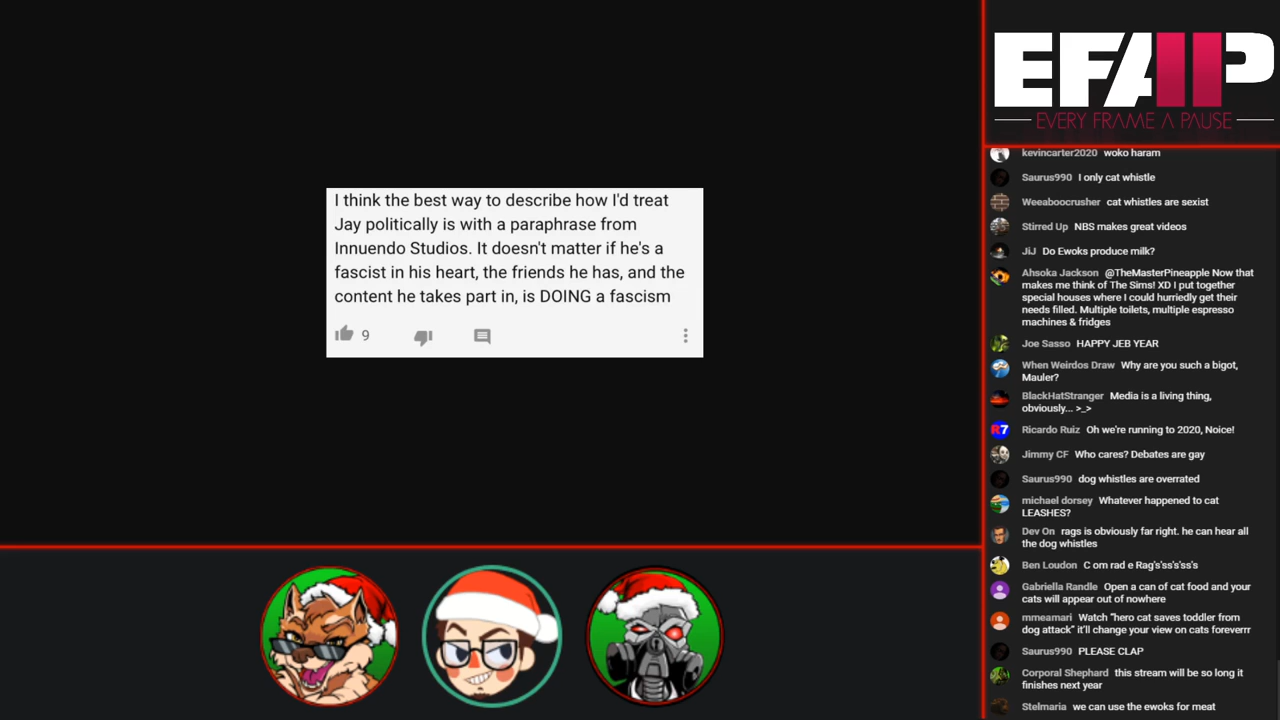 I think the best way to describe how I'd treat
Jay politically is with a paraphrase from
Innuendo Studios. It doesn't matter if he's a
fascist in his heart, the friends he has, and the
content he takes part in, is DOING a fascism
9
EFAP
EVERY FRAME A PAUSE
kevincarter2020 woko haram
Saurus990 I only cat whistle
Weeaboocrusher cat whistles are sexist
Stirred Up NBS makes great videos
JiJ Do Ewoks produce milk?
Ahsoka Jackson @TheMasterPineapple Now that
makes me think of The Sims! XD I put together
special houses where I could hurriedly get their
needs filled. Multiple toilets, multiple espresso
machines & fridges
Joe Sasso HAPPY JEB YEAR
When Weirdos Draw Why are you such a bigot,
Mauler?
BlackHatStranger Media is a living thing,
obviously... >_>
R7 Ricardo Ruiz Oh we're running to 2020, Noice!
Jimmy CF Who cares? Debates are gay
Saurus990 dog whistles are overrated
michael dorsey Whatever happened to cat
LEASHES?
Dev On rags is obviously far right. he can hear all
the dog whistles
Ben Loudon C om rad e Rag's'ss'ss'ss's
Gabriella Randle Open a can of cat food and your
cats will appear out of nowhere
mmeamari Watch "hero cat saves toddler from
dog attack" it'll change your view on cats foreverrr
Saurus990 PLEASE CLAP
Corporal Shephard this stream will be so long it
finishes next year
Stelmaria we can use the ewoks for meat